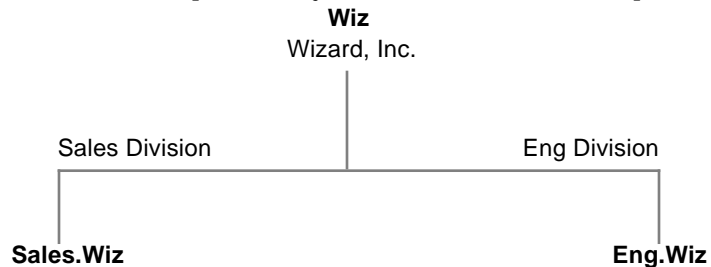 Wiz
Wizard, Inc.
Sales Division
Eng Division
Sales.Wiz
Eng.Wiz